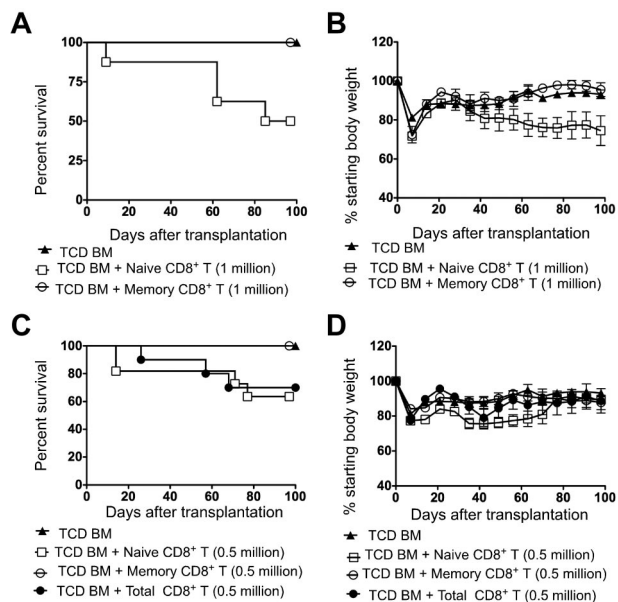 A
Percent survival
100
75
50
25
0
0 20 40 60 80 100
Days after transplantation
TCD BM
TCD BM + Naive CD8⁺ T (1 million)
TCD BM + Memory CD8⁺ T (1 million)
B
% starting body weight
120
100
80
60
40
0 20 40 60 80 100
Days after transplantation
TCD BM
TCD BM + Naive CD8⁺ T (1 million)
TCD BM + Memory CD8⁺ T (1 million)
C
Percent survival
100
80
60
40
20
0
0 20 40 60 80 100
Days after transplantation
TCD BM
TCD BM + Naive CD8⁺ T (0.5 million)
TCD BM + Memory CD8⁺ T (0.5 million)
TCD BM + Total CD8⁺ T (0.5 million)
D
% starting body weight
120
100
80
60
40
0 20 40 60 80 100
Days after transplantation
TCD BM
TCD BM + Naive CD8⁺ T (0.5 million)
TCD BM + Memory CD8⁺ T (0.5 million)
TCD BM + Total CD8⁺ T (0.5 million)